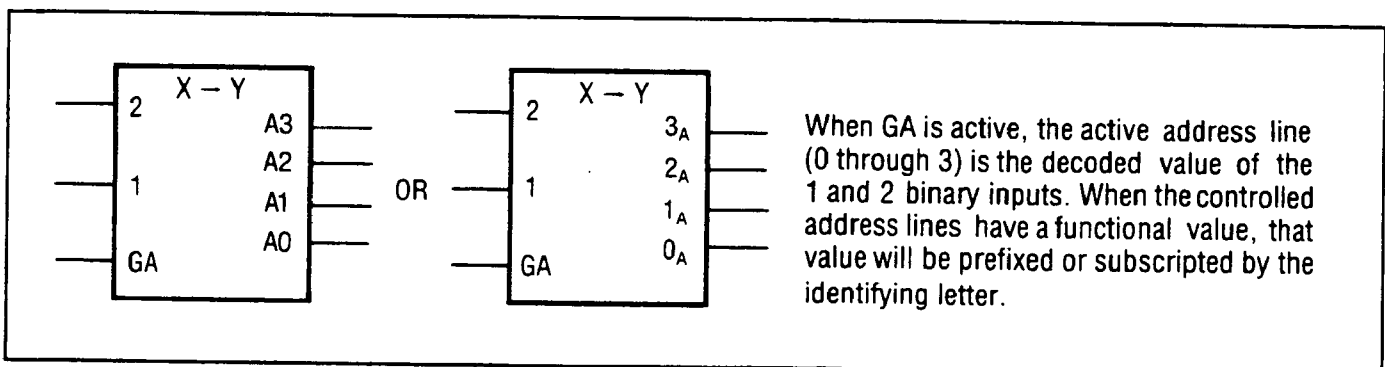 X – Y
2
1
GA
A3
A2
A1
A0
OR
X – Y
2
1
GA
3A
2A
1A
0A
When GA is active, the active address line
(0 through 3) is the decoded value of the
1 and 2 binary inputs. When the controlled
address lines have a functional value, that
value will be prefixed or subscripted by the
identifying letter.